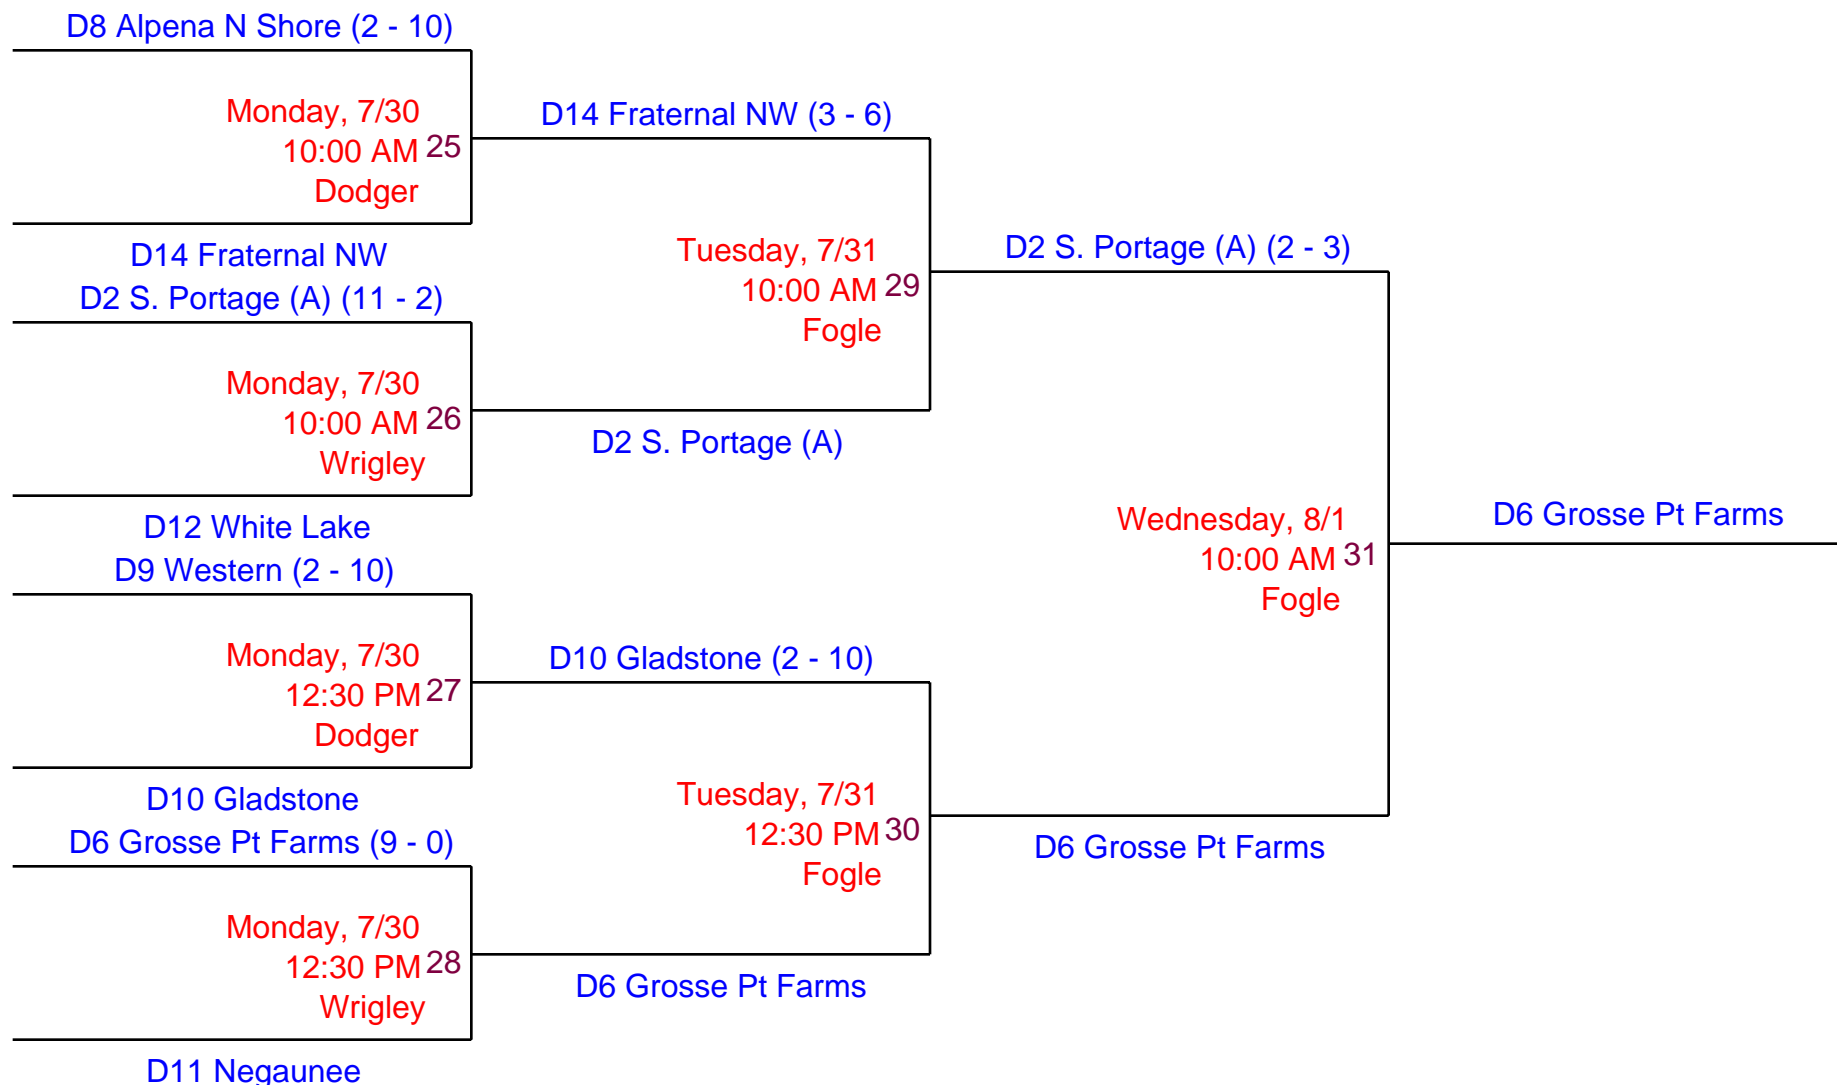 D8 Alpena N Shore (2 - 10)
Monday, 7/30
10:00 AM 25
Dodger
D14 Fraternal NW
D2 S. Portage (A) (11 - 2)
Monday, 7/30
10:00 AM 26
Wrigley
D12 White Lake
D9 Western (2 - 10)
Monday, 7/30
12:30 PM 27
Dodger
D10 Gladstone
D6 Grosse Pt Farms (9 - 0)
Monday, 7/30
12:30 PM 28
Wrigley
D11 Negaunee
D14 Fraternal NW (3 - 6)
Tuesday, 7/31
10:00 AM 29
Fogle
D2 S. Portage (A)
D10 Gladstone (2 - 10)
Tuesday, 7/31
12:30 PM 30
Fogle
D6 Grosse Pt Farms
D2 S. Portage (A) (2 - 3)
Wednesday, 8/1
10:00 AM 31
Fogle
D6 Grosse Pt Farms
D6 Grosse Pt Farms